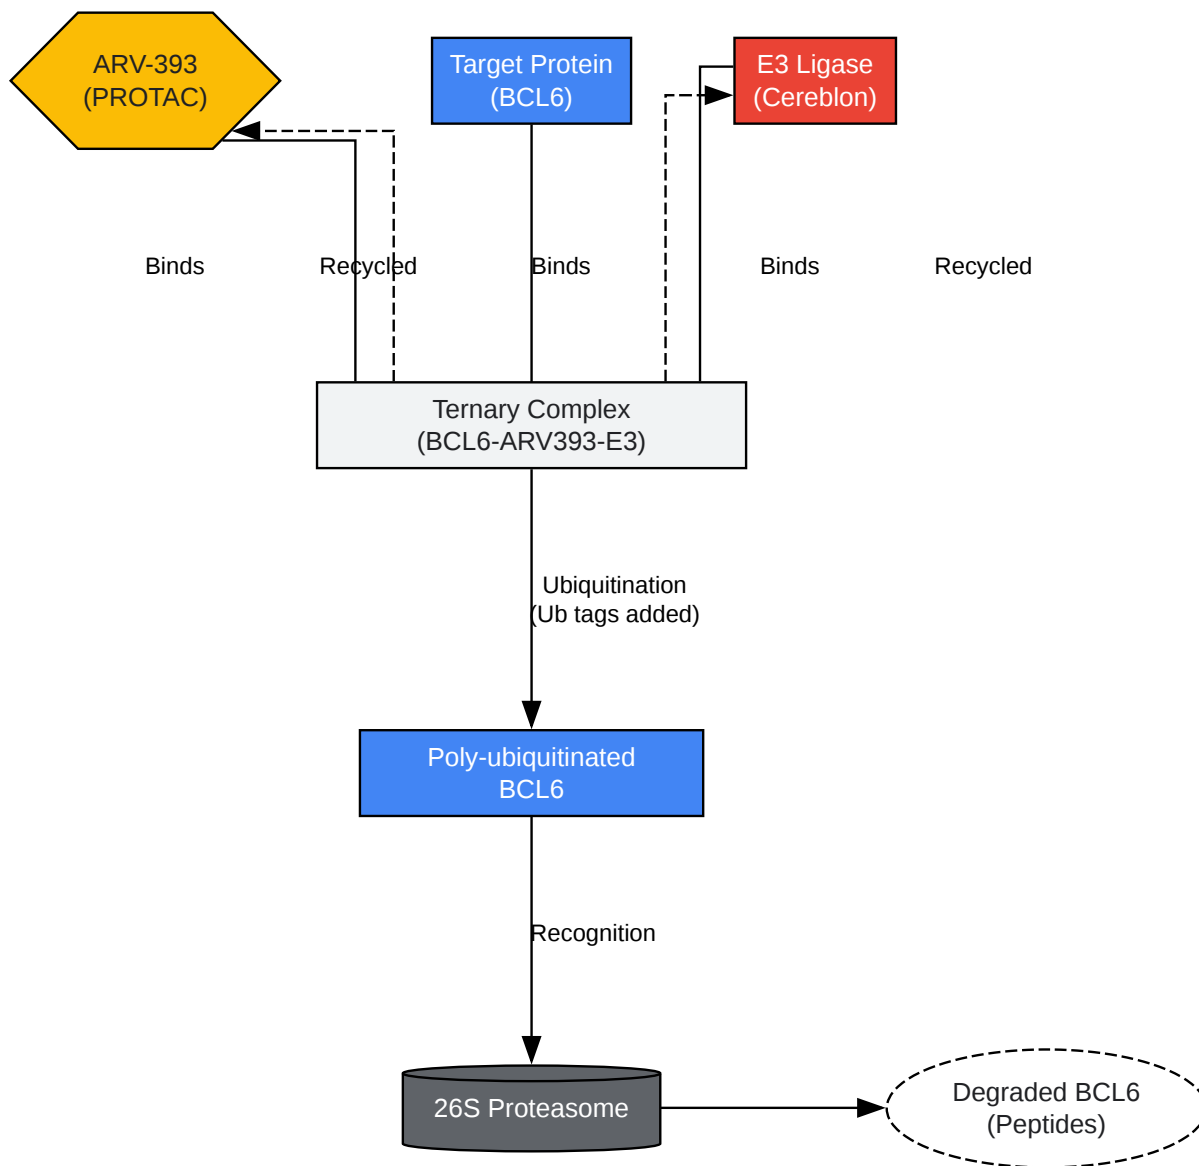 ARV-393
(PROTAC)
Target Protein
(BCL6)
E3 Ligase
(Cereblon)
Binds
Recycled
Binds
Binds
Recycled
Ternary Complex
(BCL6-ARV393-E3)
Ubiquitination
(Ub tags added)
Poly-ubiquitinated
BCL6
Recognition
26S Proteasome
Degraded BCL6
(Peptides)